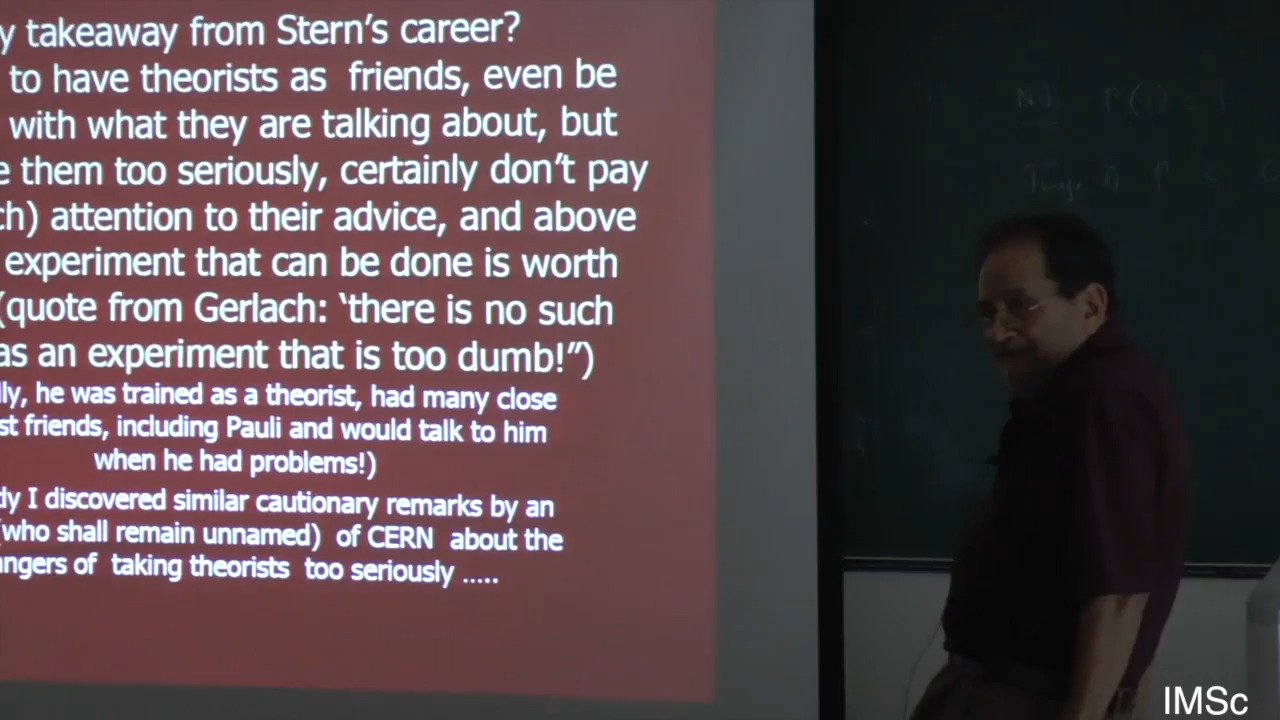 y takeaway from Stern's career?
to have theorists as friends, even be
with what they are talking about, but
e them too seriously, certainly don't pay
ch) attention to their advice, and above
experiment that can be done is worth
(quote from Gerlach: 'there is no such
as an experiment that is too dumb!")
lly, he was trained as a theorist, had many close
st friends, including Pauli and would talk to him
when he had problems!)
tly I discovered similar cautionary remarks by an
(who shall remain unnamed) of CERN about the
ngers of taking theorists too seriously .....
IMSc